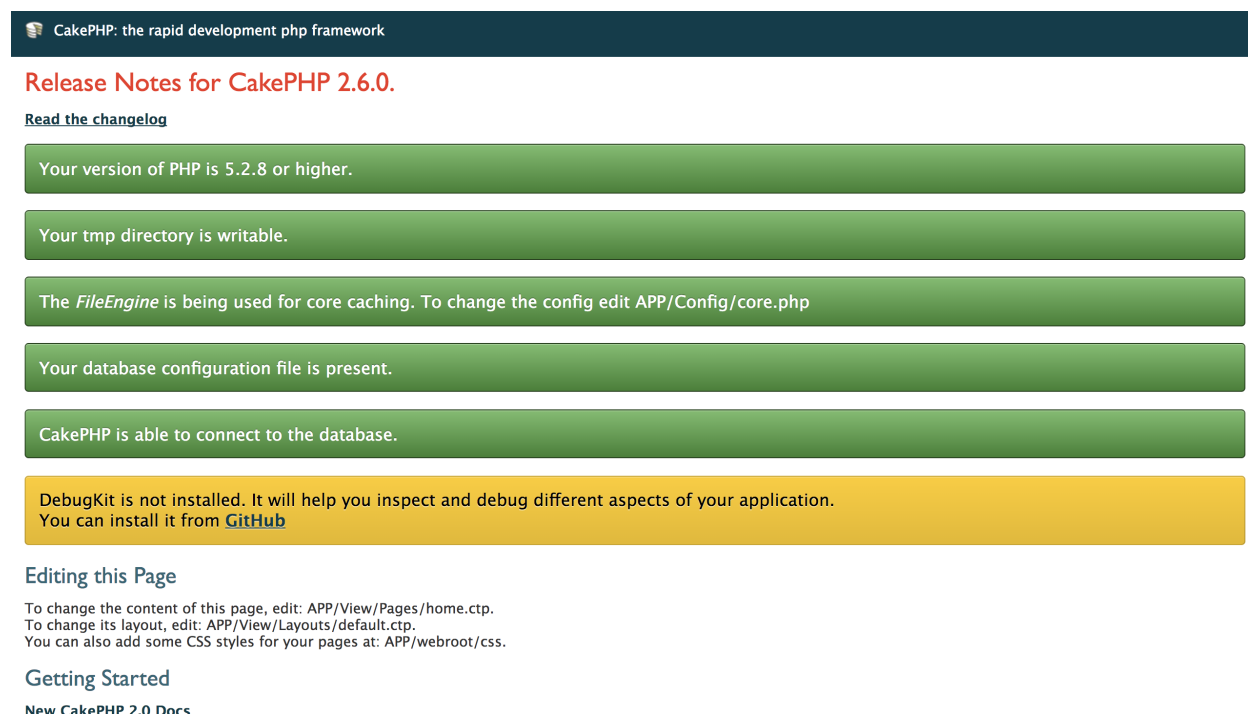 CakePHP: the rapid development php framework
Release Notes for CakePHP 2.6.0.
Read the changelog
Your version of PHP is 5.2.8 or higher.
Your tmp directory is writable.
The FileEngine is being used for core caching. To change the config edit APP/Config/core.php
Your database configuration file is present.
CakePHP is able to connect to the database.
DebugKit is not installed. It will help you inspect and debug different aspects of your application.
You can install it from GitHub
Editing this Page
To change the content of this page, edit: APP/View/Pages/home.ctp.
To change its layout, edit: APP/View/Layouts/default.ctp.
You can also add some CSS styles for your pages at: APP/webroot/css.
Getting Started
New CakePHP 2.0 Docs